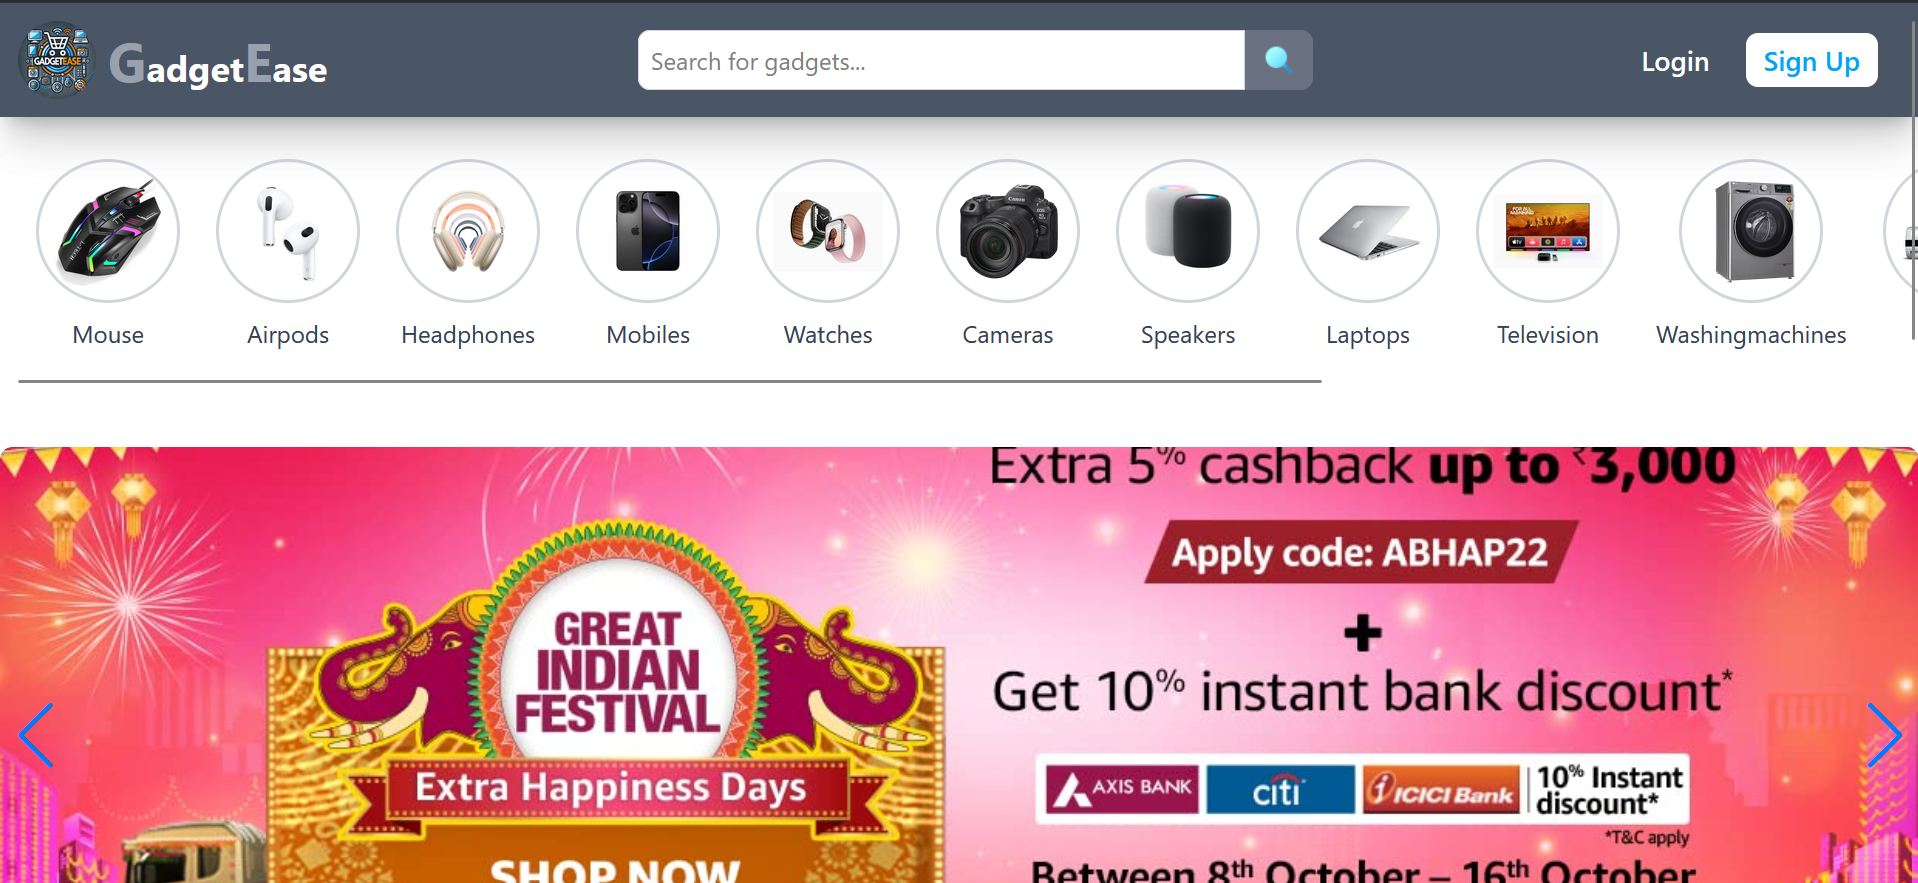 GADGETEASE
GadgetEase
Search for gadgets...
Login
Sign Up
Mouse
Airpods
Headphones
Mobiles
Watches
Cameras
Speakers
Laptops
Television
Washingmachines
Extra 5% cashback up to ₹3,000
Apply code: ABHAP22
+
Get 10% instant bank discount*
GREAT
INDIAN
FESTIVAL
Extra Happiness Days
SHOP NOW
AXIS BANK
citi
ICICI Bank
10% Instant
discount*
*T&C apply
Between 8th October – 16th October